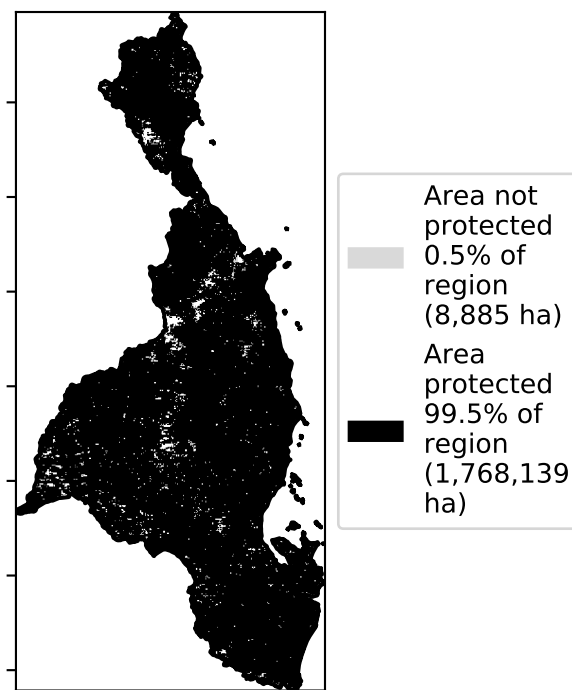 Area not
protected
0.5% of
region
(8,885 ha)
Area
protected
99.5% of
region
(1,768,139
ha)